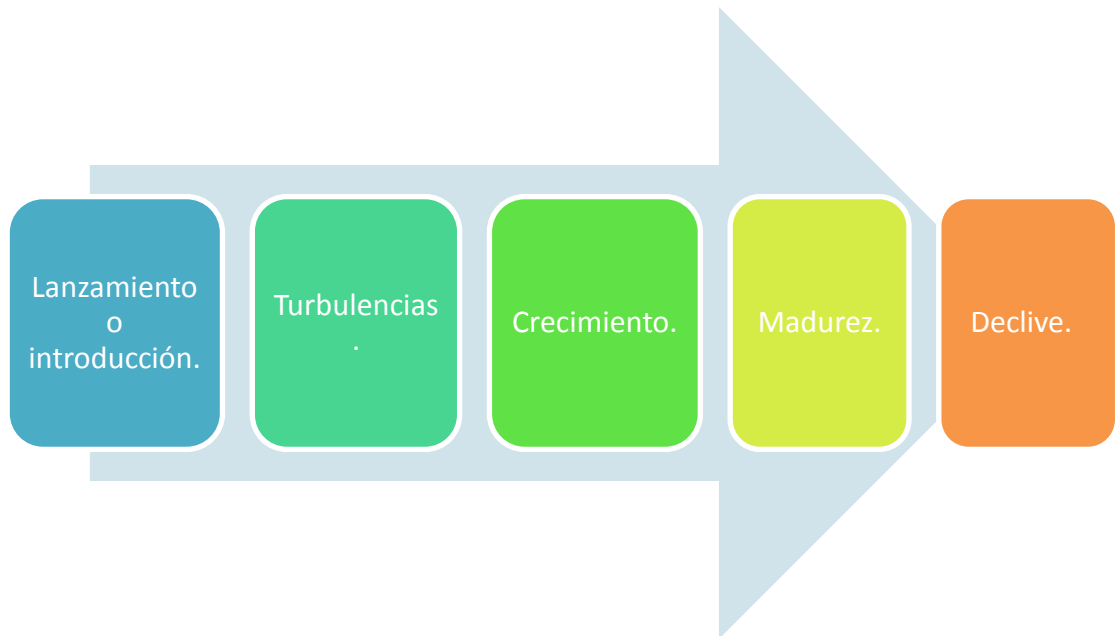 Lanzamiento
o
introducción.
Turbulencias
.
Crecimiento.
Madurez.
Declive.